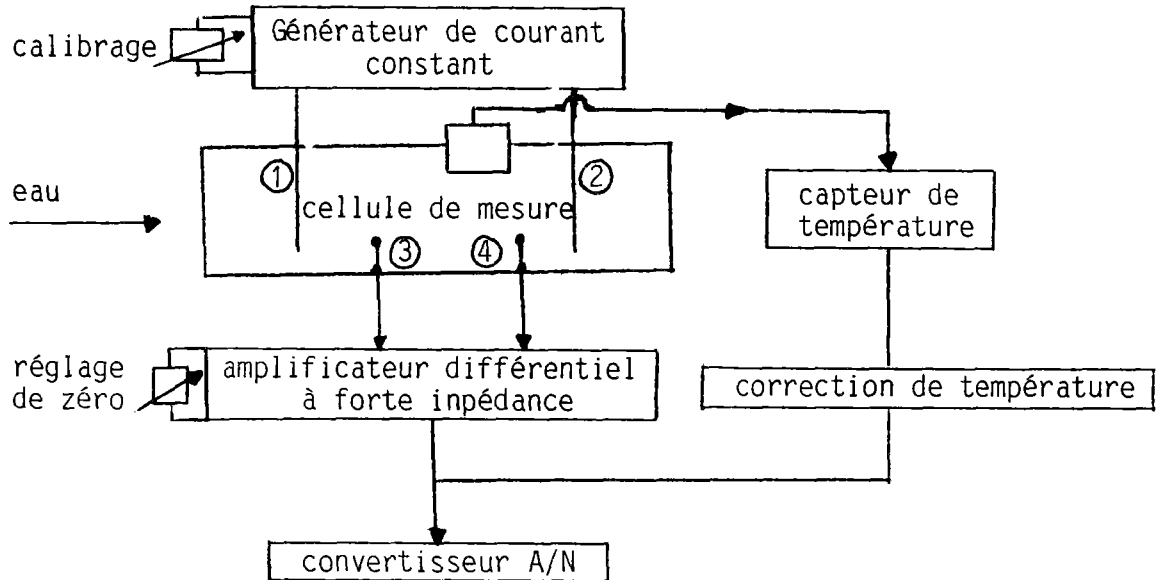 calibrage
Générateur de courant
constant
①
②
eau
cellule de mesure
③
④
capteur de
température
réglage
de zéro
amplificateur différentiel
à forte inpédance
correction de température
convertisseur A/N